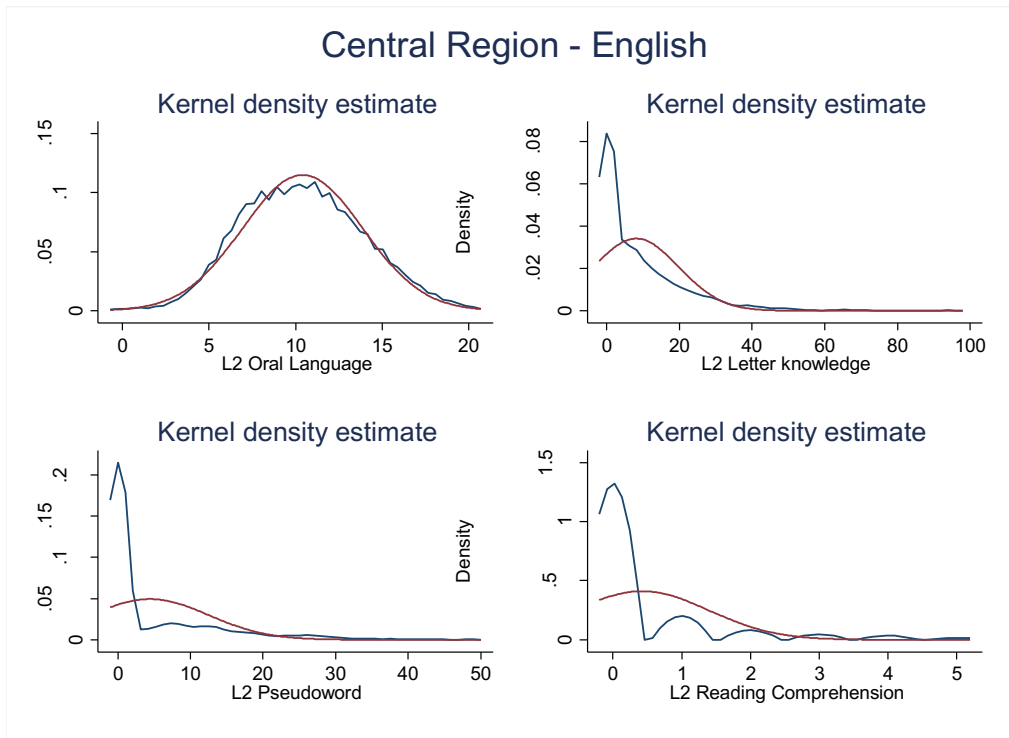 Central Region - English
Kernel density estimate
.15
.1
.05
0
0 5 10 15 20
L2 Oral Language
Kernel density estimate
Density
.08
.06
.04
.02
0
0 20 40 60 80 100
L2 Letter knowledge
Kernel density estimate
.2
.15
.1
.05
0
0 10 20 30 40 50
L2 Pseudoword
Kernel density estimate
Density
1.5
1
.5
0
0 1 2 3 4 5
L2 Reading Comprehension